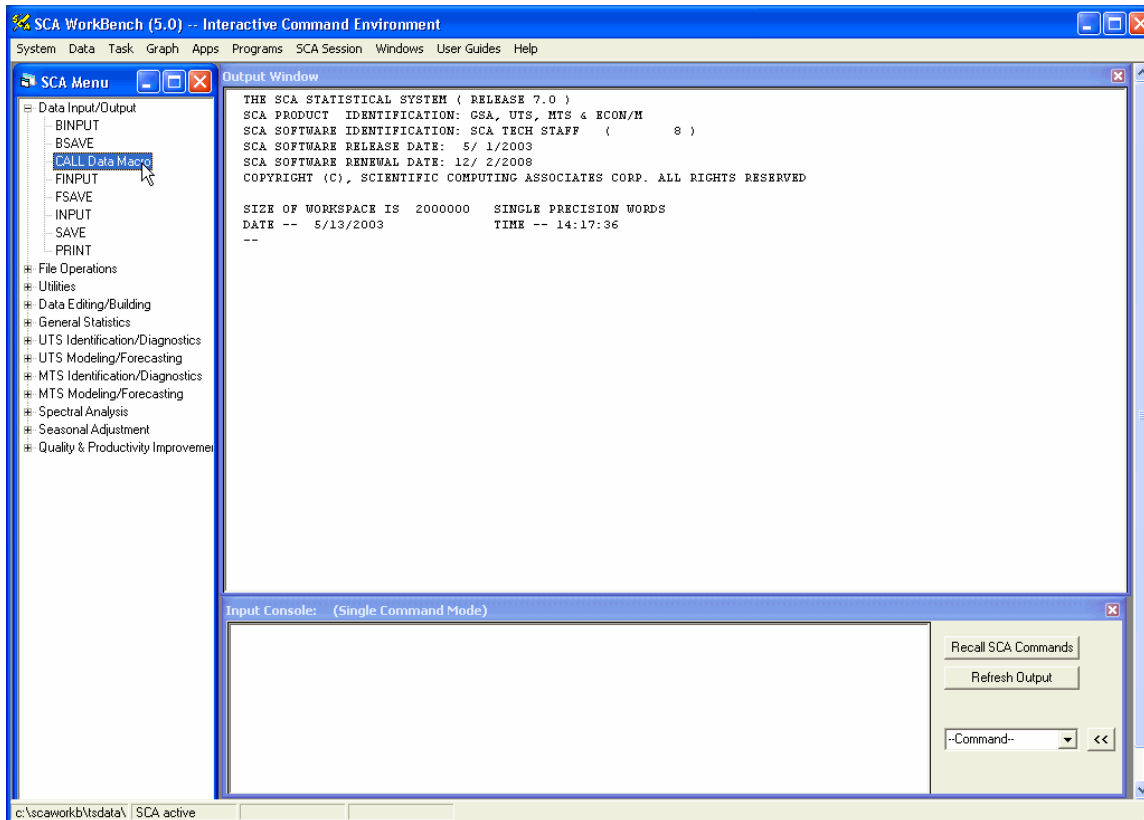 SCA WorkBench (5.0) -- Interactive Command Environment
System Data Task Graph Apps Programs SCA Session Windows User Guides Help
SCA Menu
Data Input/Output
BINPUT
BSAVE
CALL Data Macro
FINPUT
FSAVE
INPUT
SAVE
PRINT
File Operations
Utilities
Data Editing/Building
General Statistics
UTS Identification/Diagnostics
UTS Modeling/Forecasting
MTS Identification/Diagnostics
MTS Modeling/Forecasting
Spectral Analysis
Seasonal Adjustment
Quality & Productivity Improvemen
Output Window
THE SCA STATISTICAL SYSTEM ( RELEASE 7.0 )
SCA PRODUCT IDENTIFICATION: GSA, UTS, MTS & ECON/M
SCA SOFTWARE IDENTIFICATION: SCA TECH STAFF ( 8 )
SCA SOFTWARE RELEASE DATE: 5/ 1/2003
SCA SOFTWARE RENEWAL DATE: 12/ 2/2008
COPYRIGHT (C), SCIENTIFIC COMPUTING ASSOCIATES CORP. ALL RIGHTS RESERVED
SIZE OF WORKSPACE IS 2000000 SINGLE PRECISION WORDS
DATE -- 5/13/2003 TIME -- 14:17:36
--
Input Console: (Single Command Mode)
Recall SCA Commands
Refresh Output
--Command-- <<
c:\scaworkb\tsdata\ SCA active